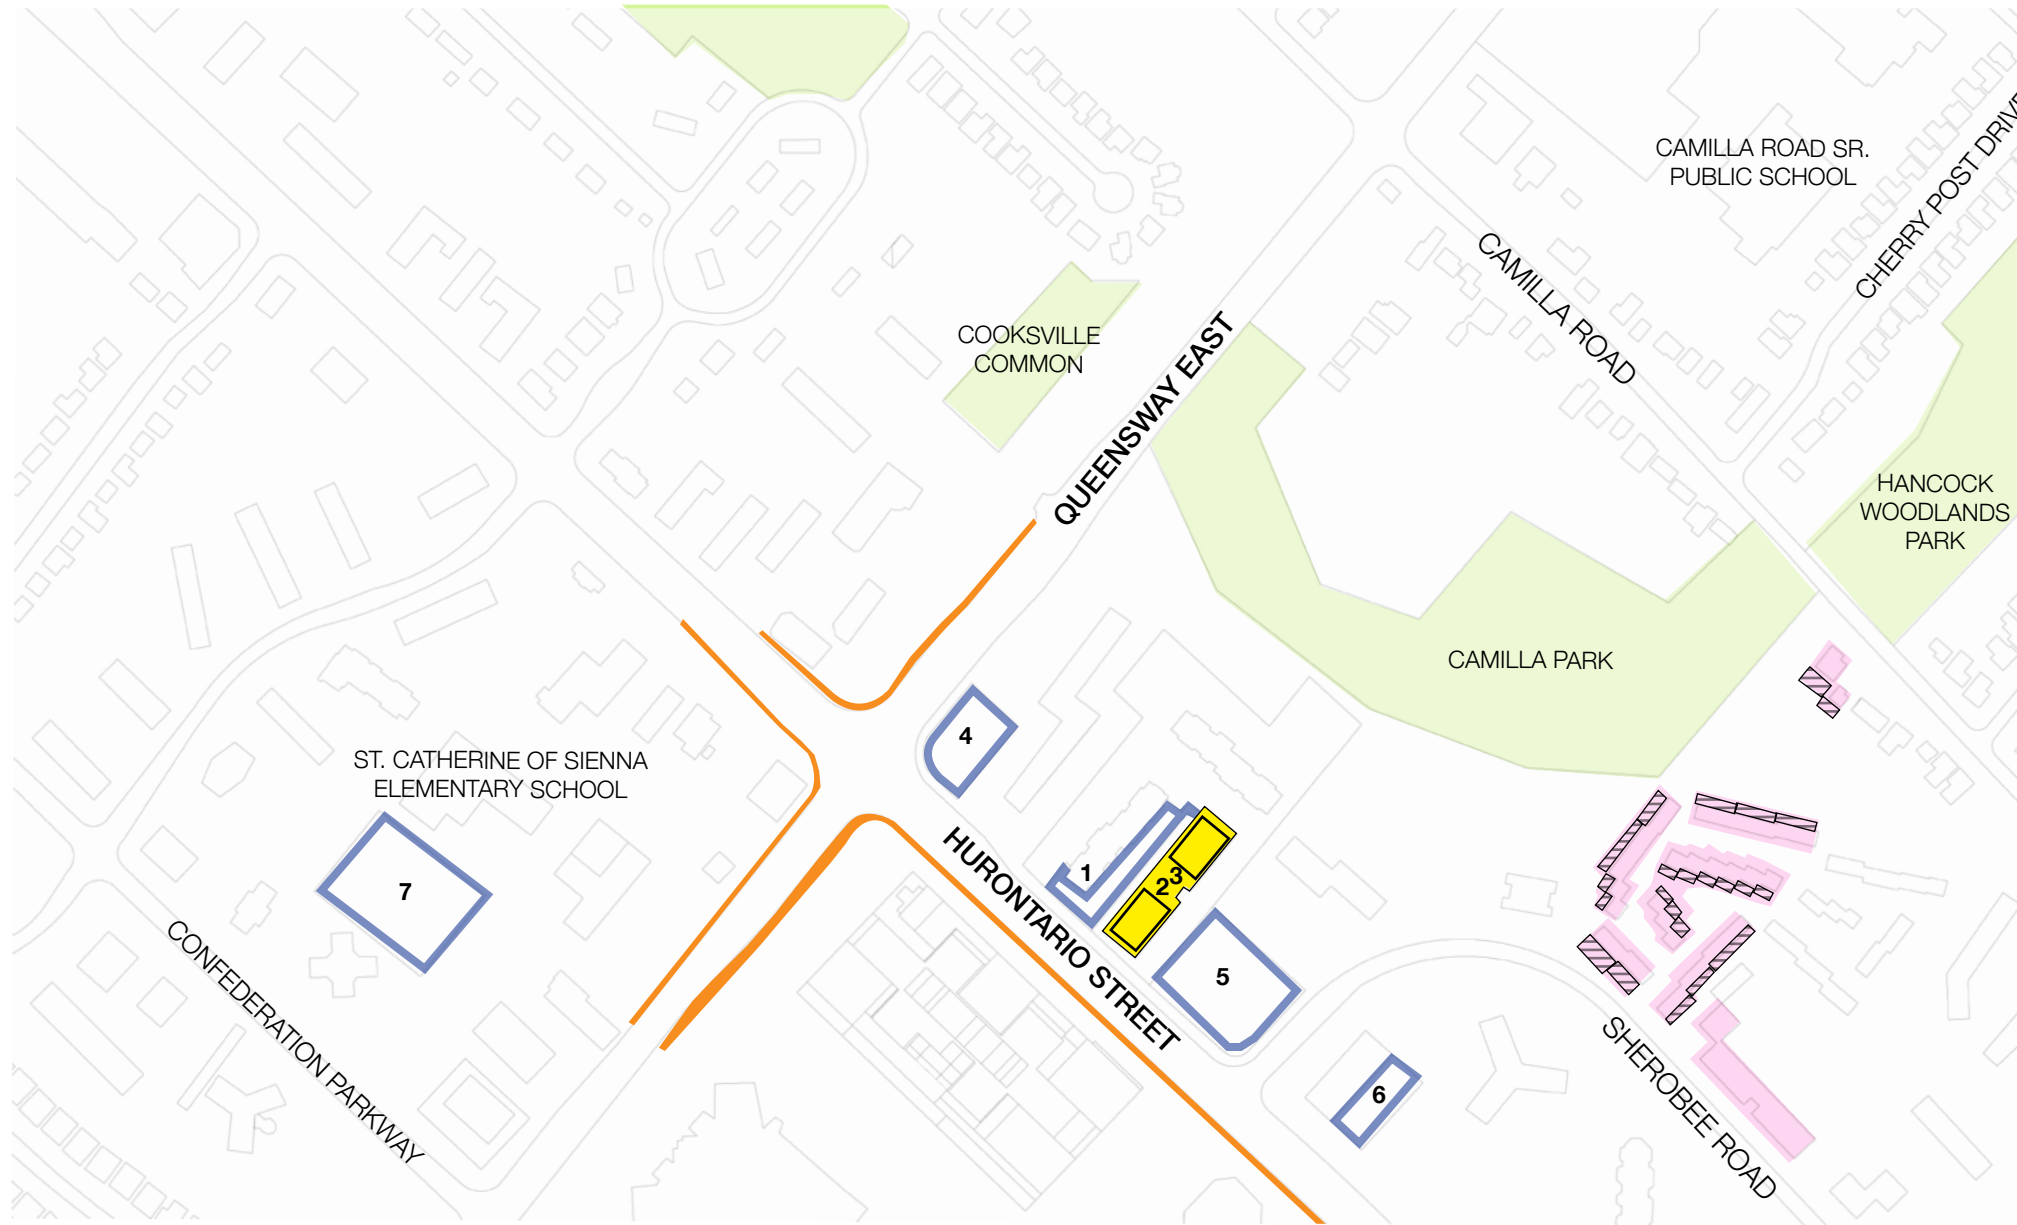 CAMILLA ROAD SR.
PUBLIC SCHOOL
CHERRY POST DRIVE
CAMILLA ROAD
COOKSVILLE
COMMON
QUEENSWAY EAST
HANCOCK
WOODLANDS
PARK
CAMILLA PARK
4
ST. CATHERINE OF SIENNA
ELEMENTARY SCHOOL
7
1
2
3
HURONTARIO STREET
5
6
CONFEDERATION PARKWAY
SHEROBEE ROAD